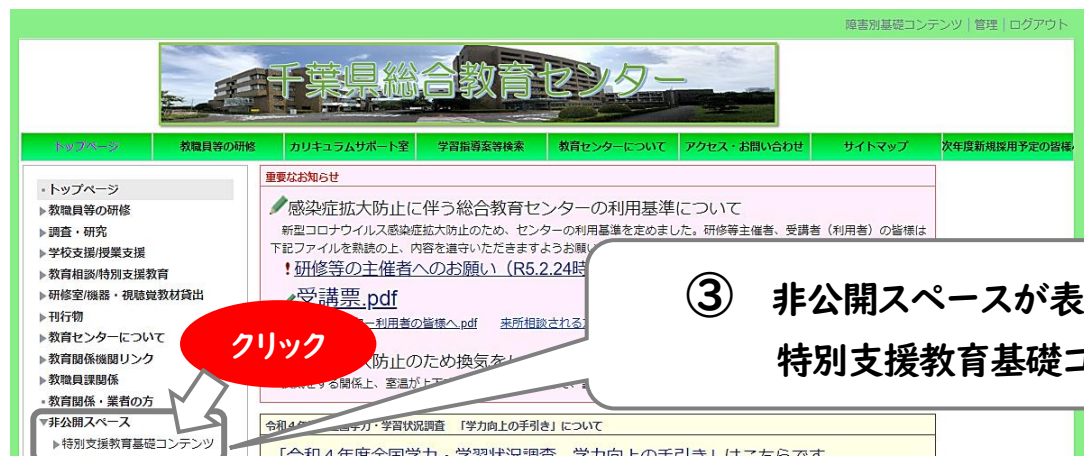 障害別基礎コンテンツ｜管理｜ログアウト
千葉県総合教育センター
トップページ 教職員等の研修 カリキュラムサポート室 学習指導案等検索 教育センターについて アクセス・お問い合わせ サイトマップ 次年度新規採用予定の皆様
トップページ
教職員等の研修
調査・研究
学校支援/授業支援
教育相談/特別支援教育
研修室/機器・視聴覚教材貸出
刊行物
教育センターについて
教育関係機関リンク
教職員課関係
教育関係・業者の方
▼非公開スペース
▶特別支援教育基礎コンテンツ
クリック
重要なお知らせ
感染症拡大防止に伴う総合教育センターの利用基準について
新型コロナウイルス感染症拡大防止のため、センターの利用基準を定めました。研修等主催者、受講者（利用者）の皆様は
下記ファイルを熟読の上、内容を遵守いただきますようお願い
研修等の主催者へのお願い（R5.2.24時
受講票.pdf
利用者の皆様へ.pdf 来所相談される
防止のため換気を
する関係上、室温が
③ 非公開スペースが表
特別支援教育基礎コ
令和4年度全国学力・学習状況調査 「学力向上の手引き」について
「令和４年度全国学力・学習状況調査 学力向上の手引き」はこちらです